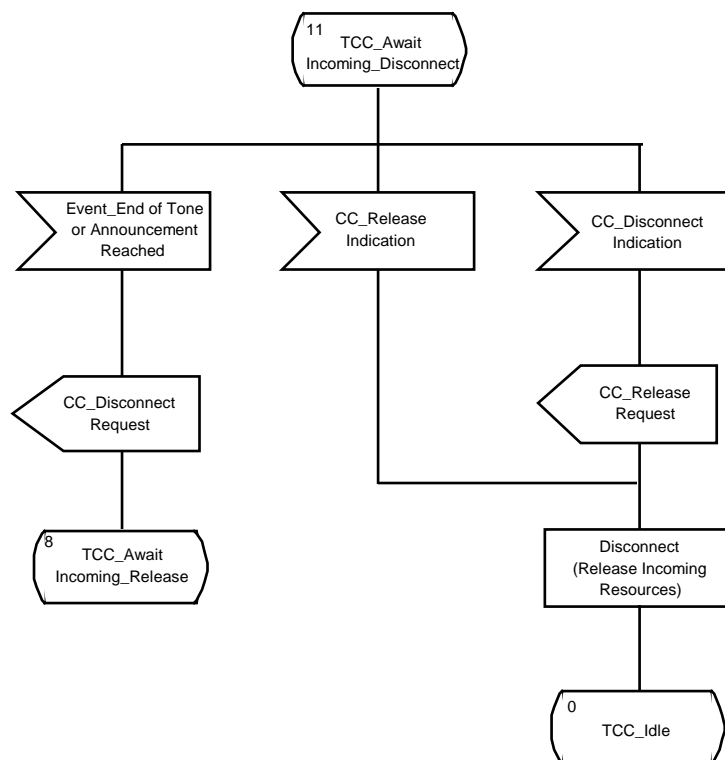 11
TCC_Await
Incoming_Disconnect
Event_End of Tone
or Announcement
Reached
CC_Release
Indication
CC_Disconnect
Indication
CC_Disconnect
Request
CC_Release
Request
8
TCC_Await
Incoming_Release
Disconnect
(Release Incoming
Resources)
0
TCC_Idle